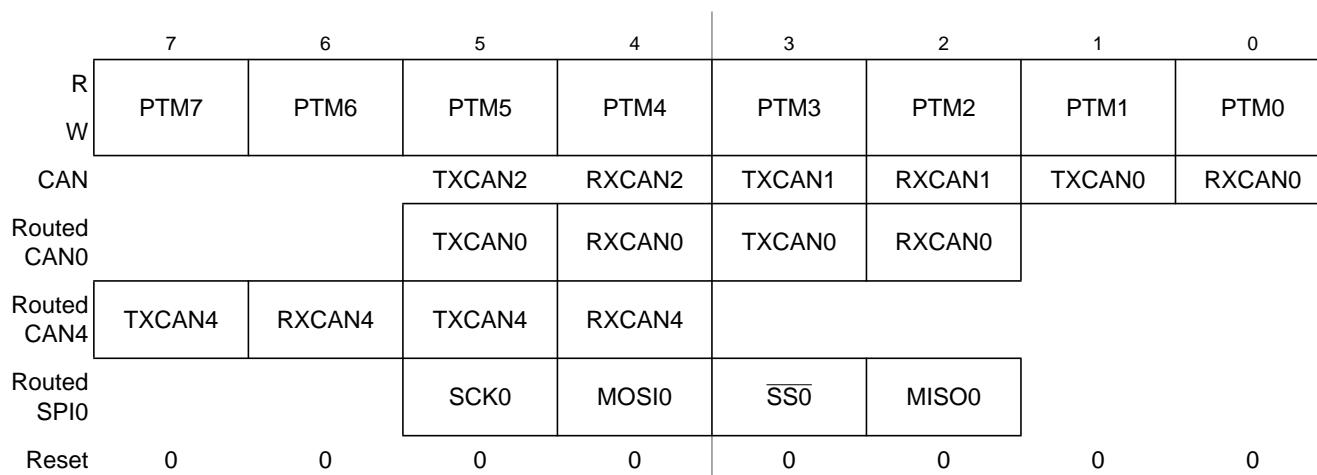 7 6 5 4 3 2 1 0
R
W
PTM7 PTM6 PTM5 PTM4 PTM3 PTM2 PTM1 PTM0
CAN TXCAN2 RXCAN2 TXCAN1 RXCAN1 TXCAN0 RXCAN0
Routed
CAN0
TXCAN0 RXCAN0 TXCAN0 RXCAN0
Routed
CAN4
TXCAN4 RXCAN4 TXCAN4 RXCAN4
Routed
SPI0
SCK0 MOSI0 S̅S̅0̅ MISO0
Reset 0 0 0 0 0 0 0 0